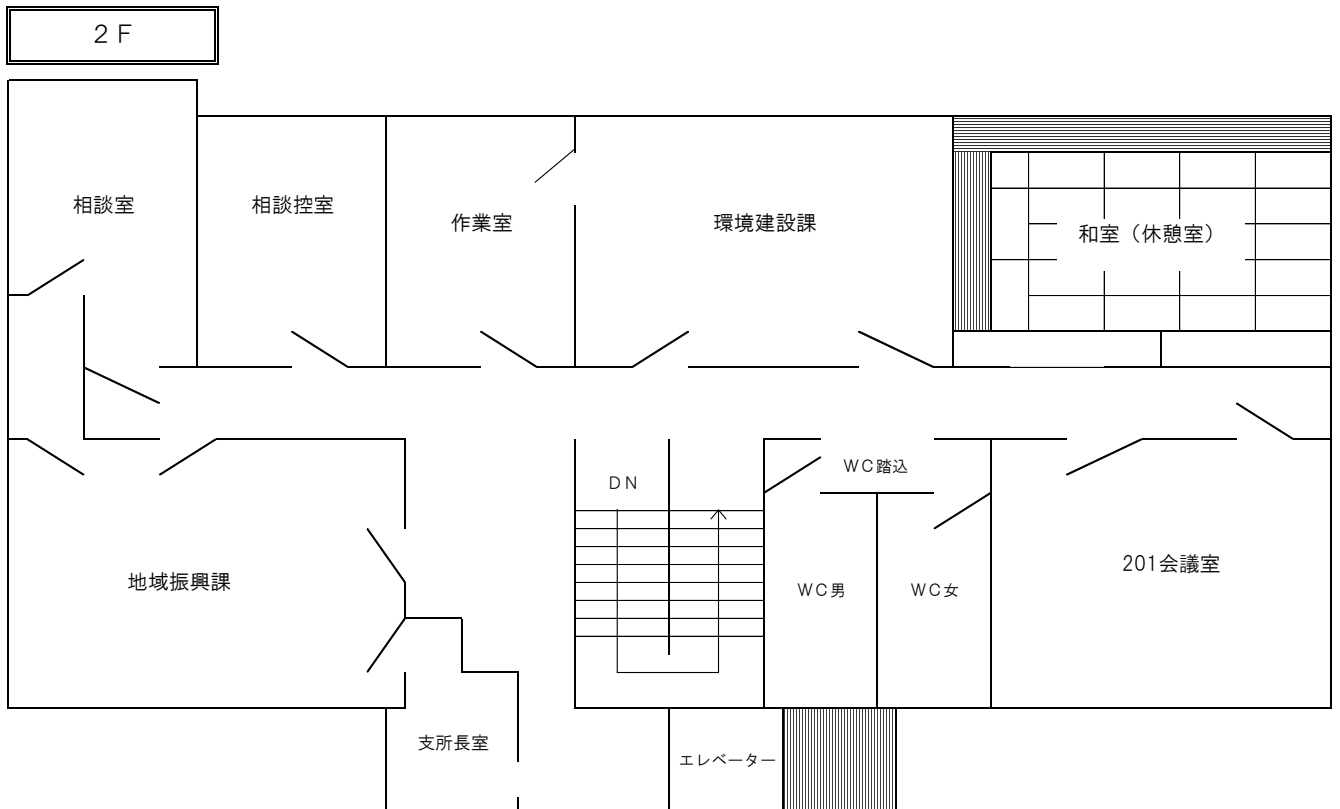 ２Ｆ
相談室
相談控室
作業室
環境建設課
和室（休憩室）
ＷＣ踏込
ＤＮ
地域振興課
ＷＣ男
ＷＣ女
201会議室
支所長室
エレベーター